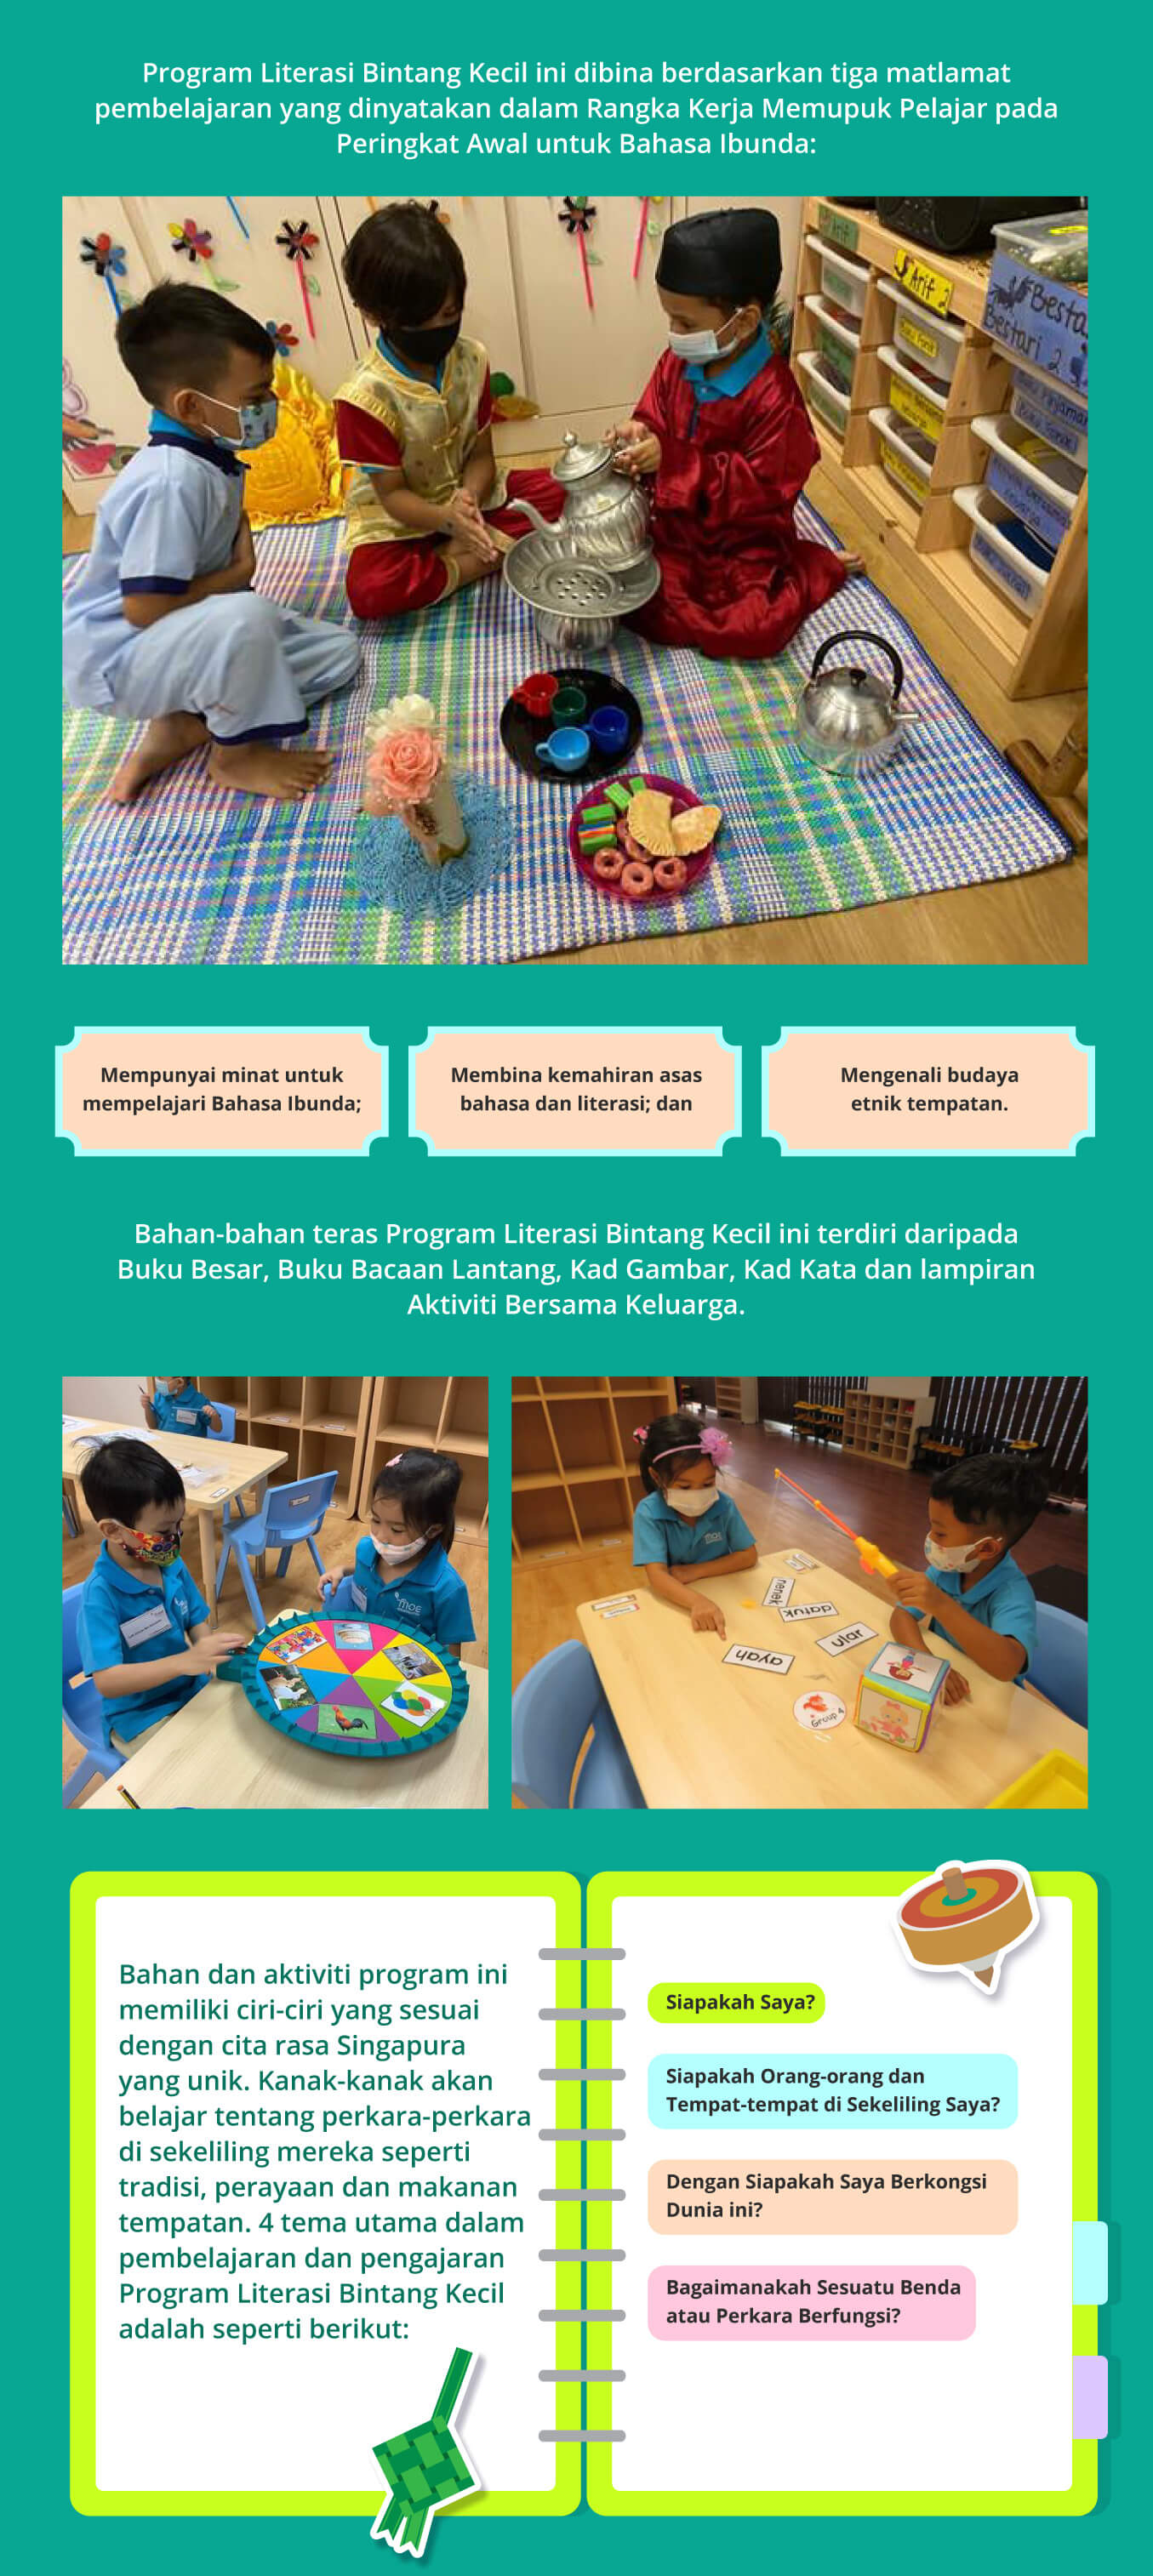 Program Literasi Bintang Kecil ini dibina berdasarkan tiga matlamat
pembelajaran yang dinyatakan dalam Rangka Kerja Memupuk Pelajar pada
Peringkat Awal untuk Bahasa Ibunda:
Arif
Arif 2
Bestari 2
Mempunyai minat untuk
mempelajari Bahasa Ibunda;
Membina kemahiran asas
bahasa dan literasi; dan
Mengenali budaya
etnik tempatan.
Bahan-bahan teras Program Literasi Bintang Kecil ini terdiri daripada
Buku Besar, Buku Bacaan Lantang, Kad Gambar, Kad Kata dan lampiran
Aktiviti Bersama Keluarga.
moe
moe
nenek
datuk
ular
ayah
Group 4
Bahan dan aktiviti program ini
memiliki ciri-ciri yang sesuai
dengan cita rasa Singapura
yang unik. Kanak-kanak akan
belajar tentang perkara-perkara
di sekeliling mereka seperti
tradisi, perayaan dan makanan
tempatan. 4 tema utama dalam
pembelajaran dan pengajaran
Program Literasi Bintang Kecil
adalah seperti berikut:
Siapakah Saya?
Siapakah Orang-orang dan
Tempat-tempat di Sekeliling Saya?
Dengan Siapakah Saya Berkongsi
Dunia ini?
Bagaimanakah Sesuatu Benda
atau Perkara Berfungsi?